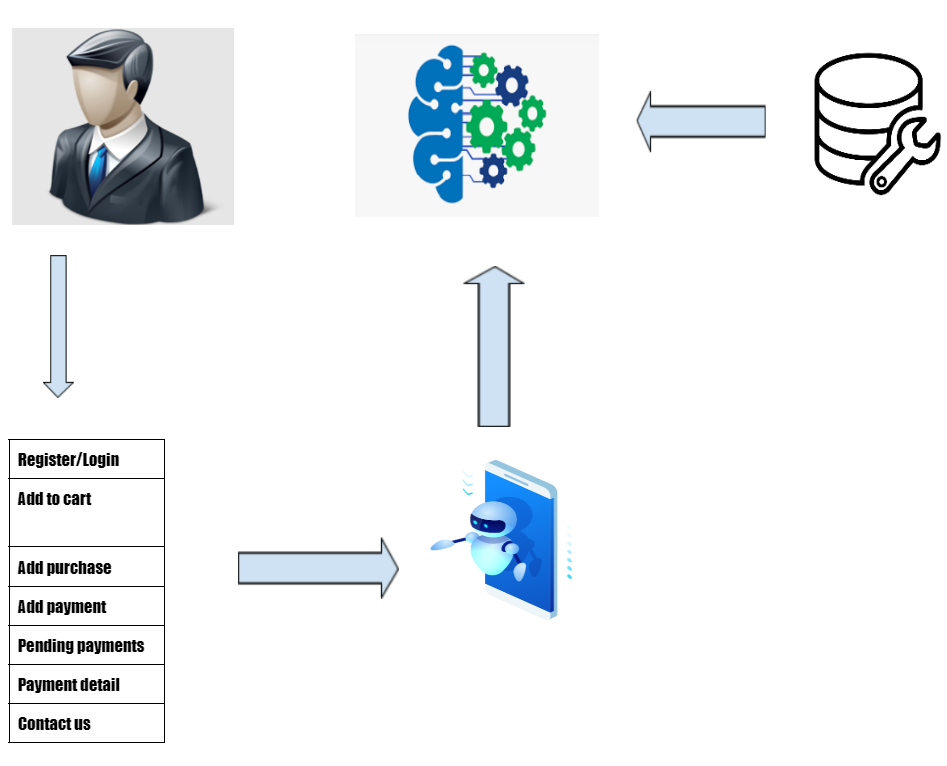 Register/Login
Add to cart
Add purchase
Add payment
Pending payments
Payment detail
Contact us